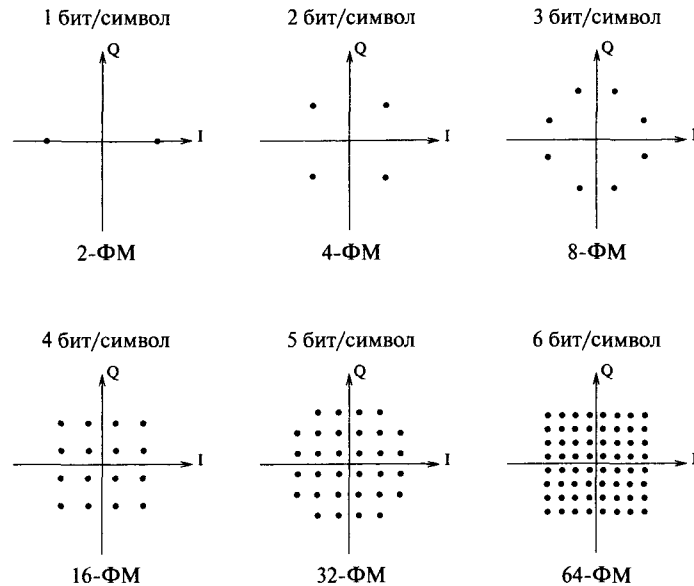 1 бит/символ
2 бит/символ
3 бит/символ
Q
I
Q
I
Q
I
2-ФМ
4-ФМ
8-ФМ
4 бит/символ
5 бит/символ
6 бит/символ
Q
I
Q
I
Q
I
16-ФМ
32-ФМ
64-ФМ